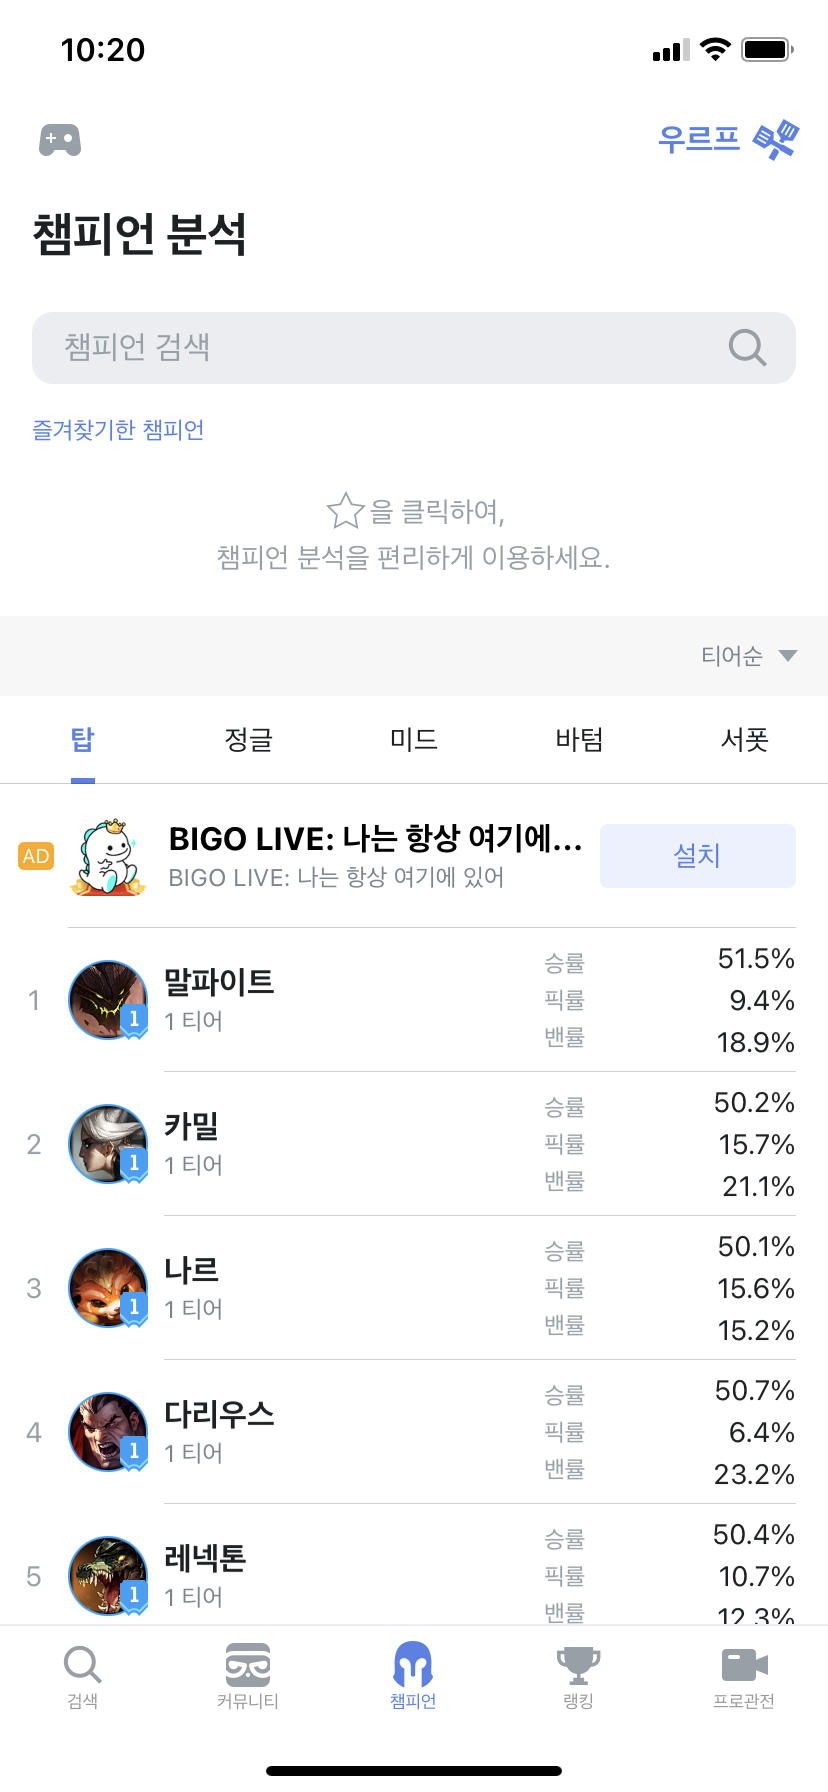 10:20
우르프
챔피언 분석
챔피언 검색
즐겨찾기한 챔피언
을 클릭하여,
챔피언 분석을 편리하게 이용하세요.
티어순
탑 정글 미드 바텀 서폿
AD
BIGO LIVE: 나는 항상 여기에...
BIGO LIVE: 나는 항상 여기에 있어
설치
1
1
말파이트
1 티어
승률 51.5%
픽률 9.4%
밴률 18.9%
2
1
카밀
1 티어
승률 50.2%
픽률 15.7%
밴률 21.1%
3
1
나르
1 티어
승률 50.1%
픽률 15.6%
밴률 15.2%
4
1
다리우스
1 티어
승률 50.7%
픽률 6.4%
밴률 23.2%
5
1
레넥톤
1 티어
승률 50.4%
픽률 10.7%
밴률 12.3%
검색 커뮤니티 챔피언 랭킹 프로관전